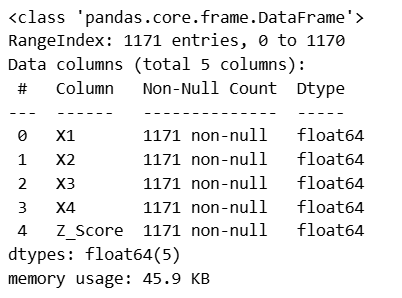 <class 'pandas.core.frame.DataFrame'>
RangeIndex: 1171 entries, 0 to 1170
Data columns (total 5 columns):
 #   Column   Non-Null Count  Dtype
---  ------   --------------  -----
 0   X1       1171 non-null   float64
 1   X2       1171 non-null   float64
 2   X3       1171 non-null   float64
 3   X4       1171 non-null   float64
 4   Z_Score  1171 non-null   float64
dtypes: float64(5)
memory usage: 45.9 KB